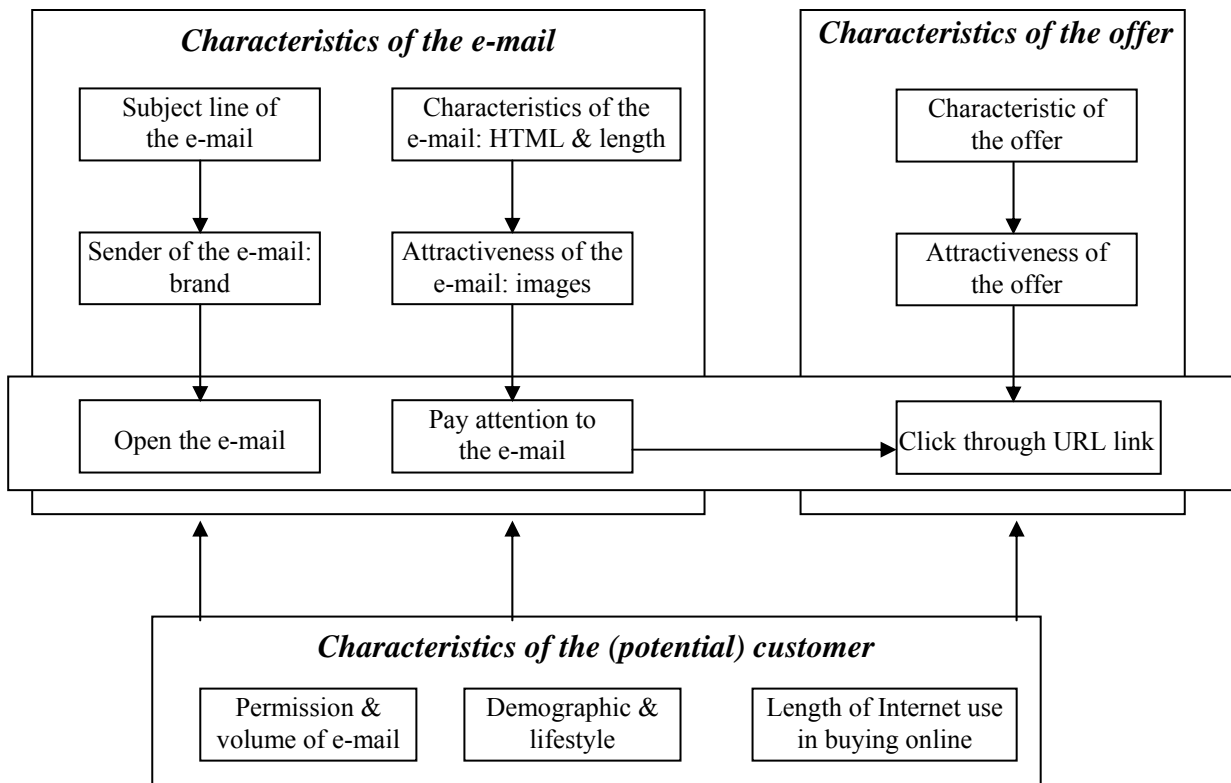 Characteristics of the e-mail
Subject line of
the e-mail
Characteristics of the
e-mail: HTML & length
Sender of the e-mail:
brand
Attractiveness of the
e-mail: images
Characteristics of the offer
Characteristic of
the offer
Attractiveness of
the offer
Open the e-mail
Pay attention to
the e-mail
Click through URL link
Characteristics of the (potential) customer
Permission &
volume of e-mail
Demographic &
lifestyle
Length of Internet use
in buying online